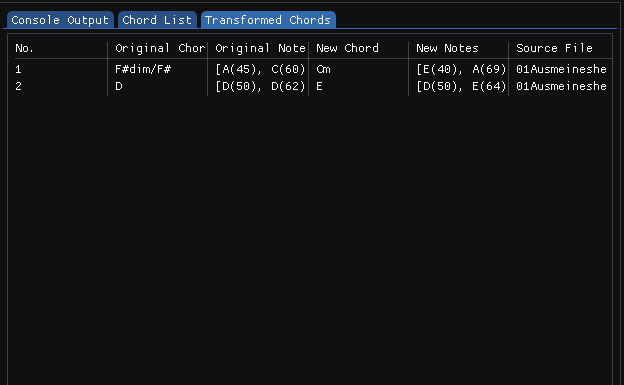 Console Output Chord List Transformed Chords
No. Original Chor Original Note New Chord New Notes Source File
1 F#dim/F# [A(45), C(60) Cm [E(40), A(69) 01Ausmeineshe
2 D [D(50), D(62) E [D(50), E(64) 01Ausmeineshe